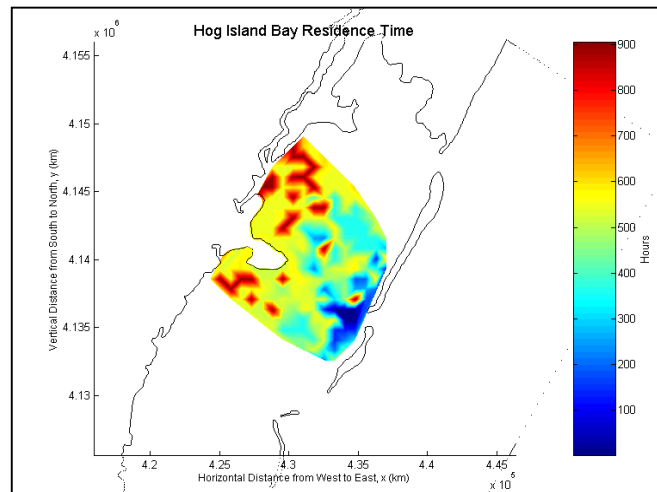 Hog Island Bay Residence Time
x 10^6
4.155
4.15
4.145
4.14
4.135
4.13
Vertical Distance from South to North, y (km)
4.2 4.25 4.3 4.35 4.4 4.45
x 10^5
Horizontal Distance from West to East, x (km)
900
800
700
600
500
400
300
200
100
Hours